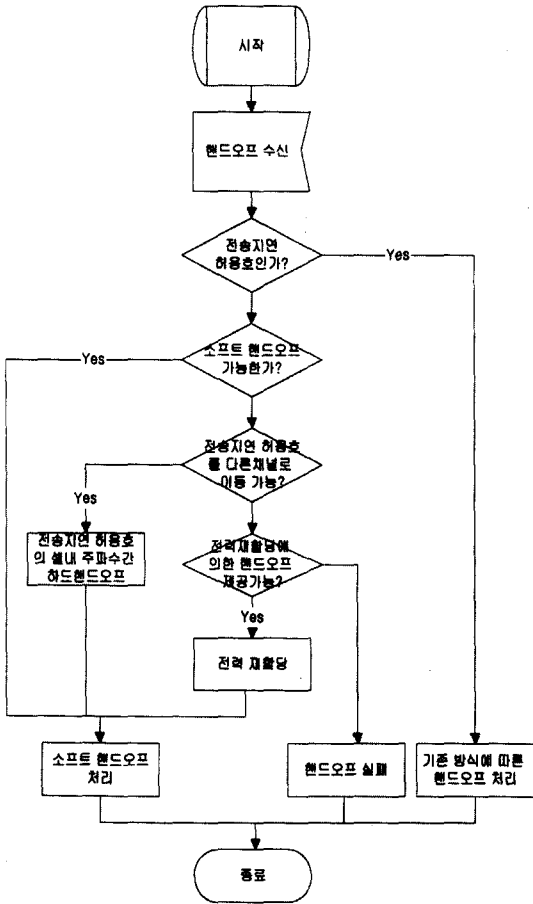 시작
핸드오프 수신
전송지연
허용호인가?
Yes
소프트 핸드오프
가능한가?
Yes
전송지연 허용호
를 다른채널로
이동 가능?
Yes
전송지연 허용호
의 셀내 주파수간
하드핸드오프
전력재할당에
의한 핸드오프
제공가능?
Yes
전력 재할당
소프트 핸드오프
처리
핸드오프 실패
기존 방식에 따른
핸드오프 처리
종료